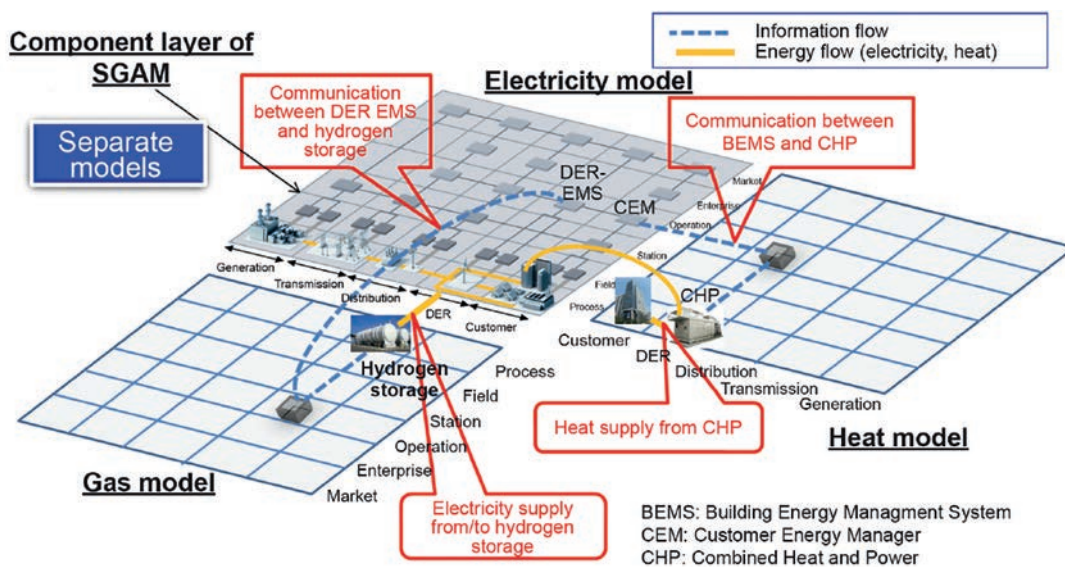 Component layer of
SGAM
Separate
models
Information flow
Energy flow (electricity, heat)
Electricity model
Communication
between DER EMS
and hydrogen
storage
Communication between
BEMS and CHP
DER-
EMS
CEM
Market
Enterprise
Operation
Station
Field
Process
Generation
Transmission
Distribution
DER
Customer
Hydrogen
storage
Process
Field
Station
Operation
Enterprise
Market
Gas model
CHP
Customer
DER
Distribution
Transmission
Generation
Heat supply from CHP
Heat model
Electricity supply
from/to hydrogen
storage
BEMS: Building Energy Managment System
CEM: Customer Energy Manager
CHP: Combined Heat and Power